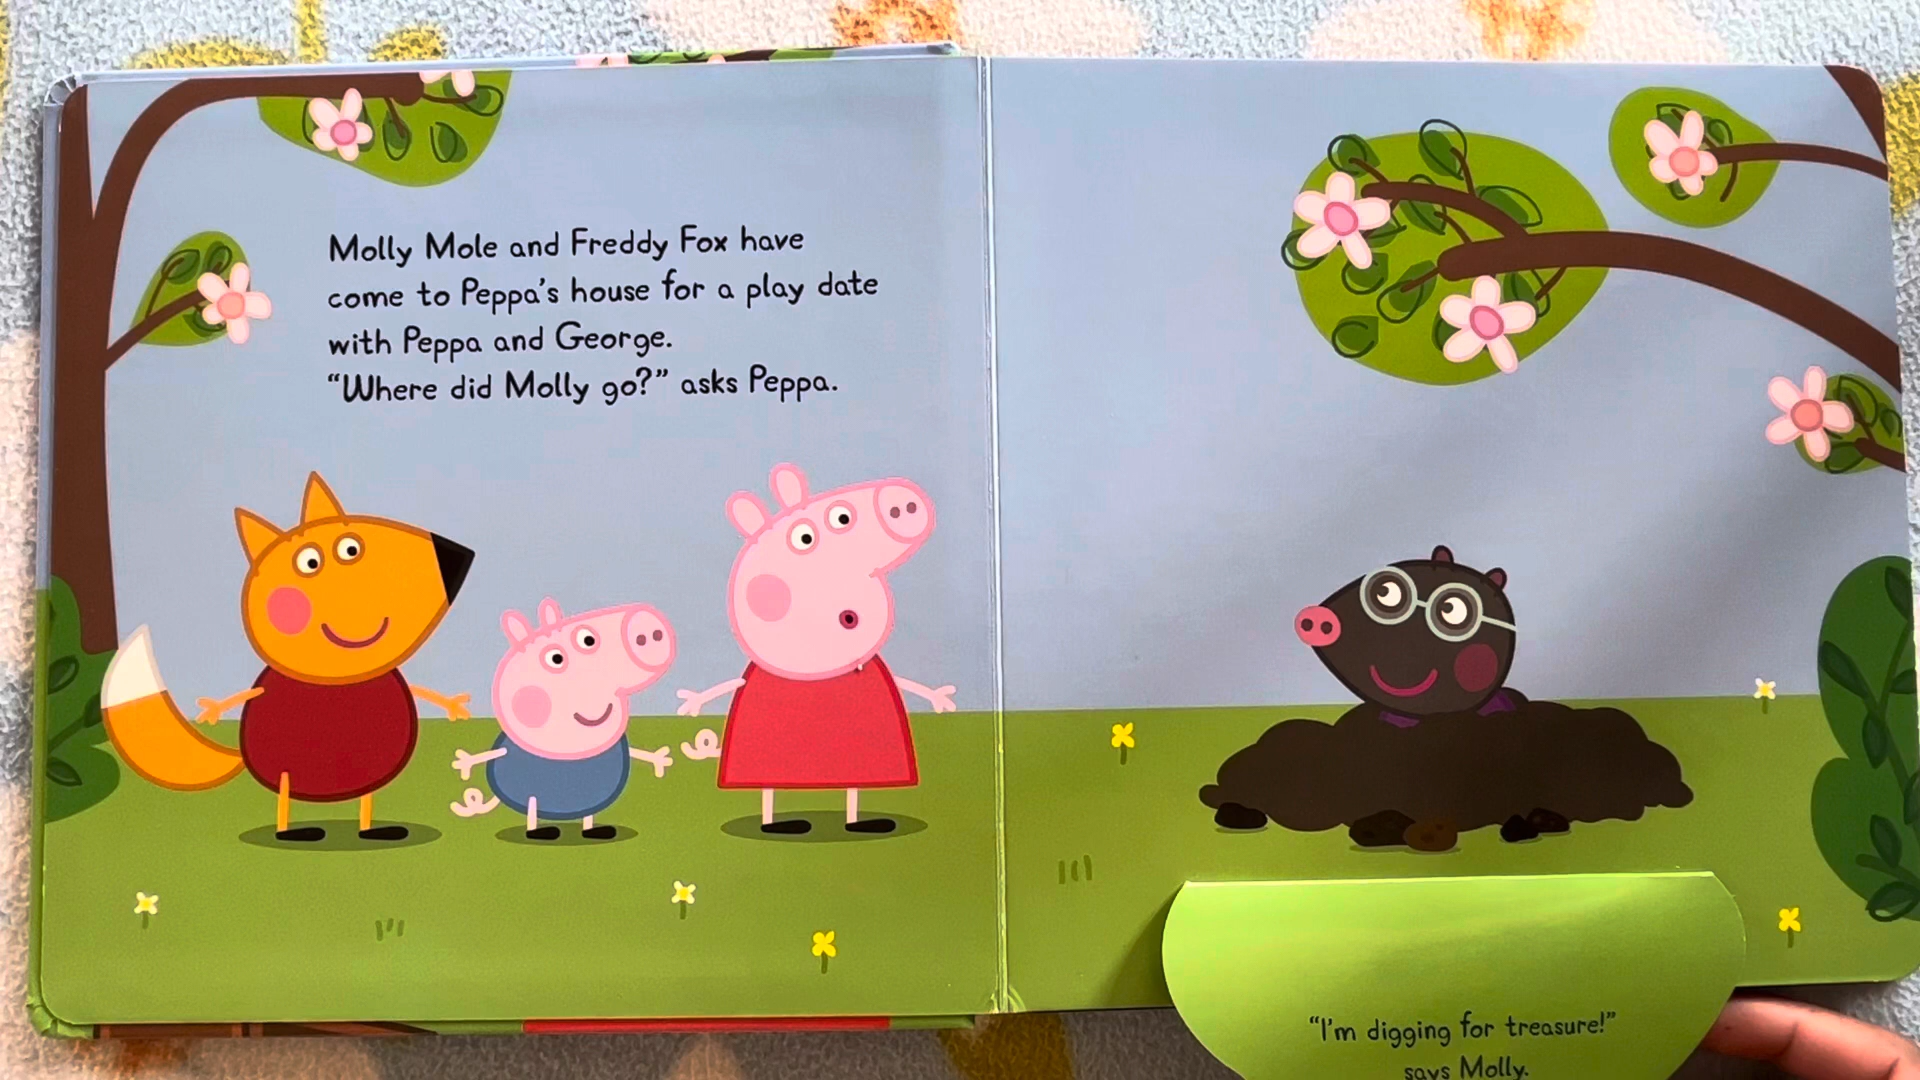 Molly Mole and Freddy Fox have
come to Peppa's house for a play date
with Peppa and George.
“Where did Molly go?” asks Peppa.
“I'm digging for treasure!”
says Molly.